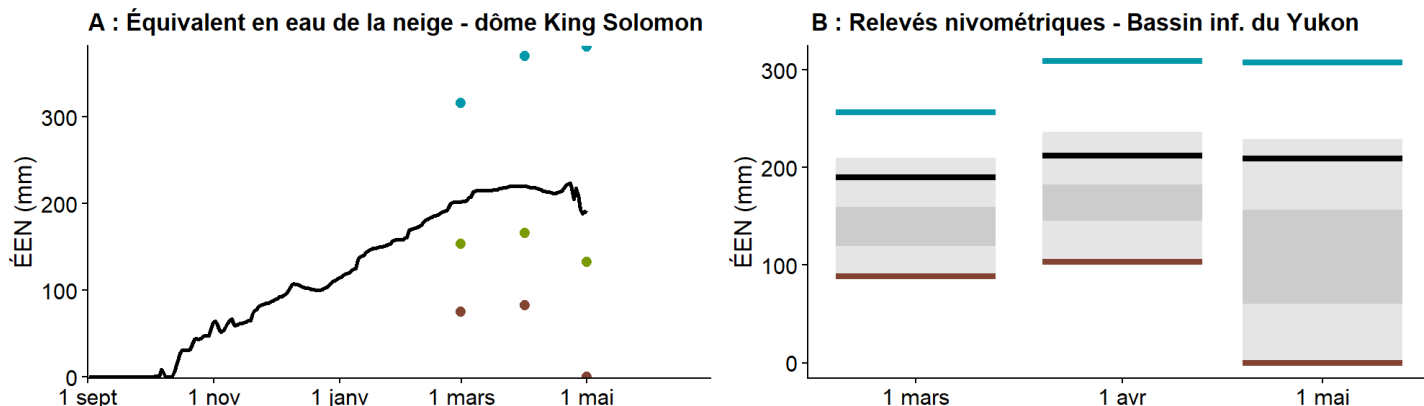 A : Équivalent en eau de la neige - dôme King Solomon
ÉEN (mm)
300
200
100
0
1 sept
1 nov
1 janv
1 mars
1 mai
B : Relevés nivométriques - Bassin inf. du Yukon
ÉEN (mm)
300
200
100
0
1 mars
1 avr
1 mai